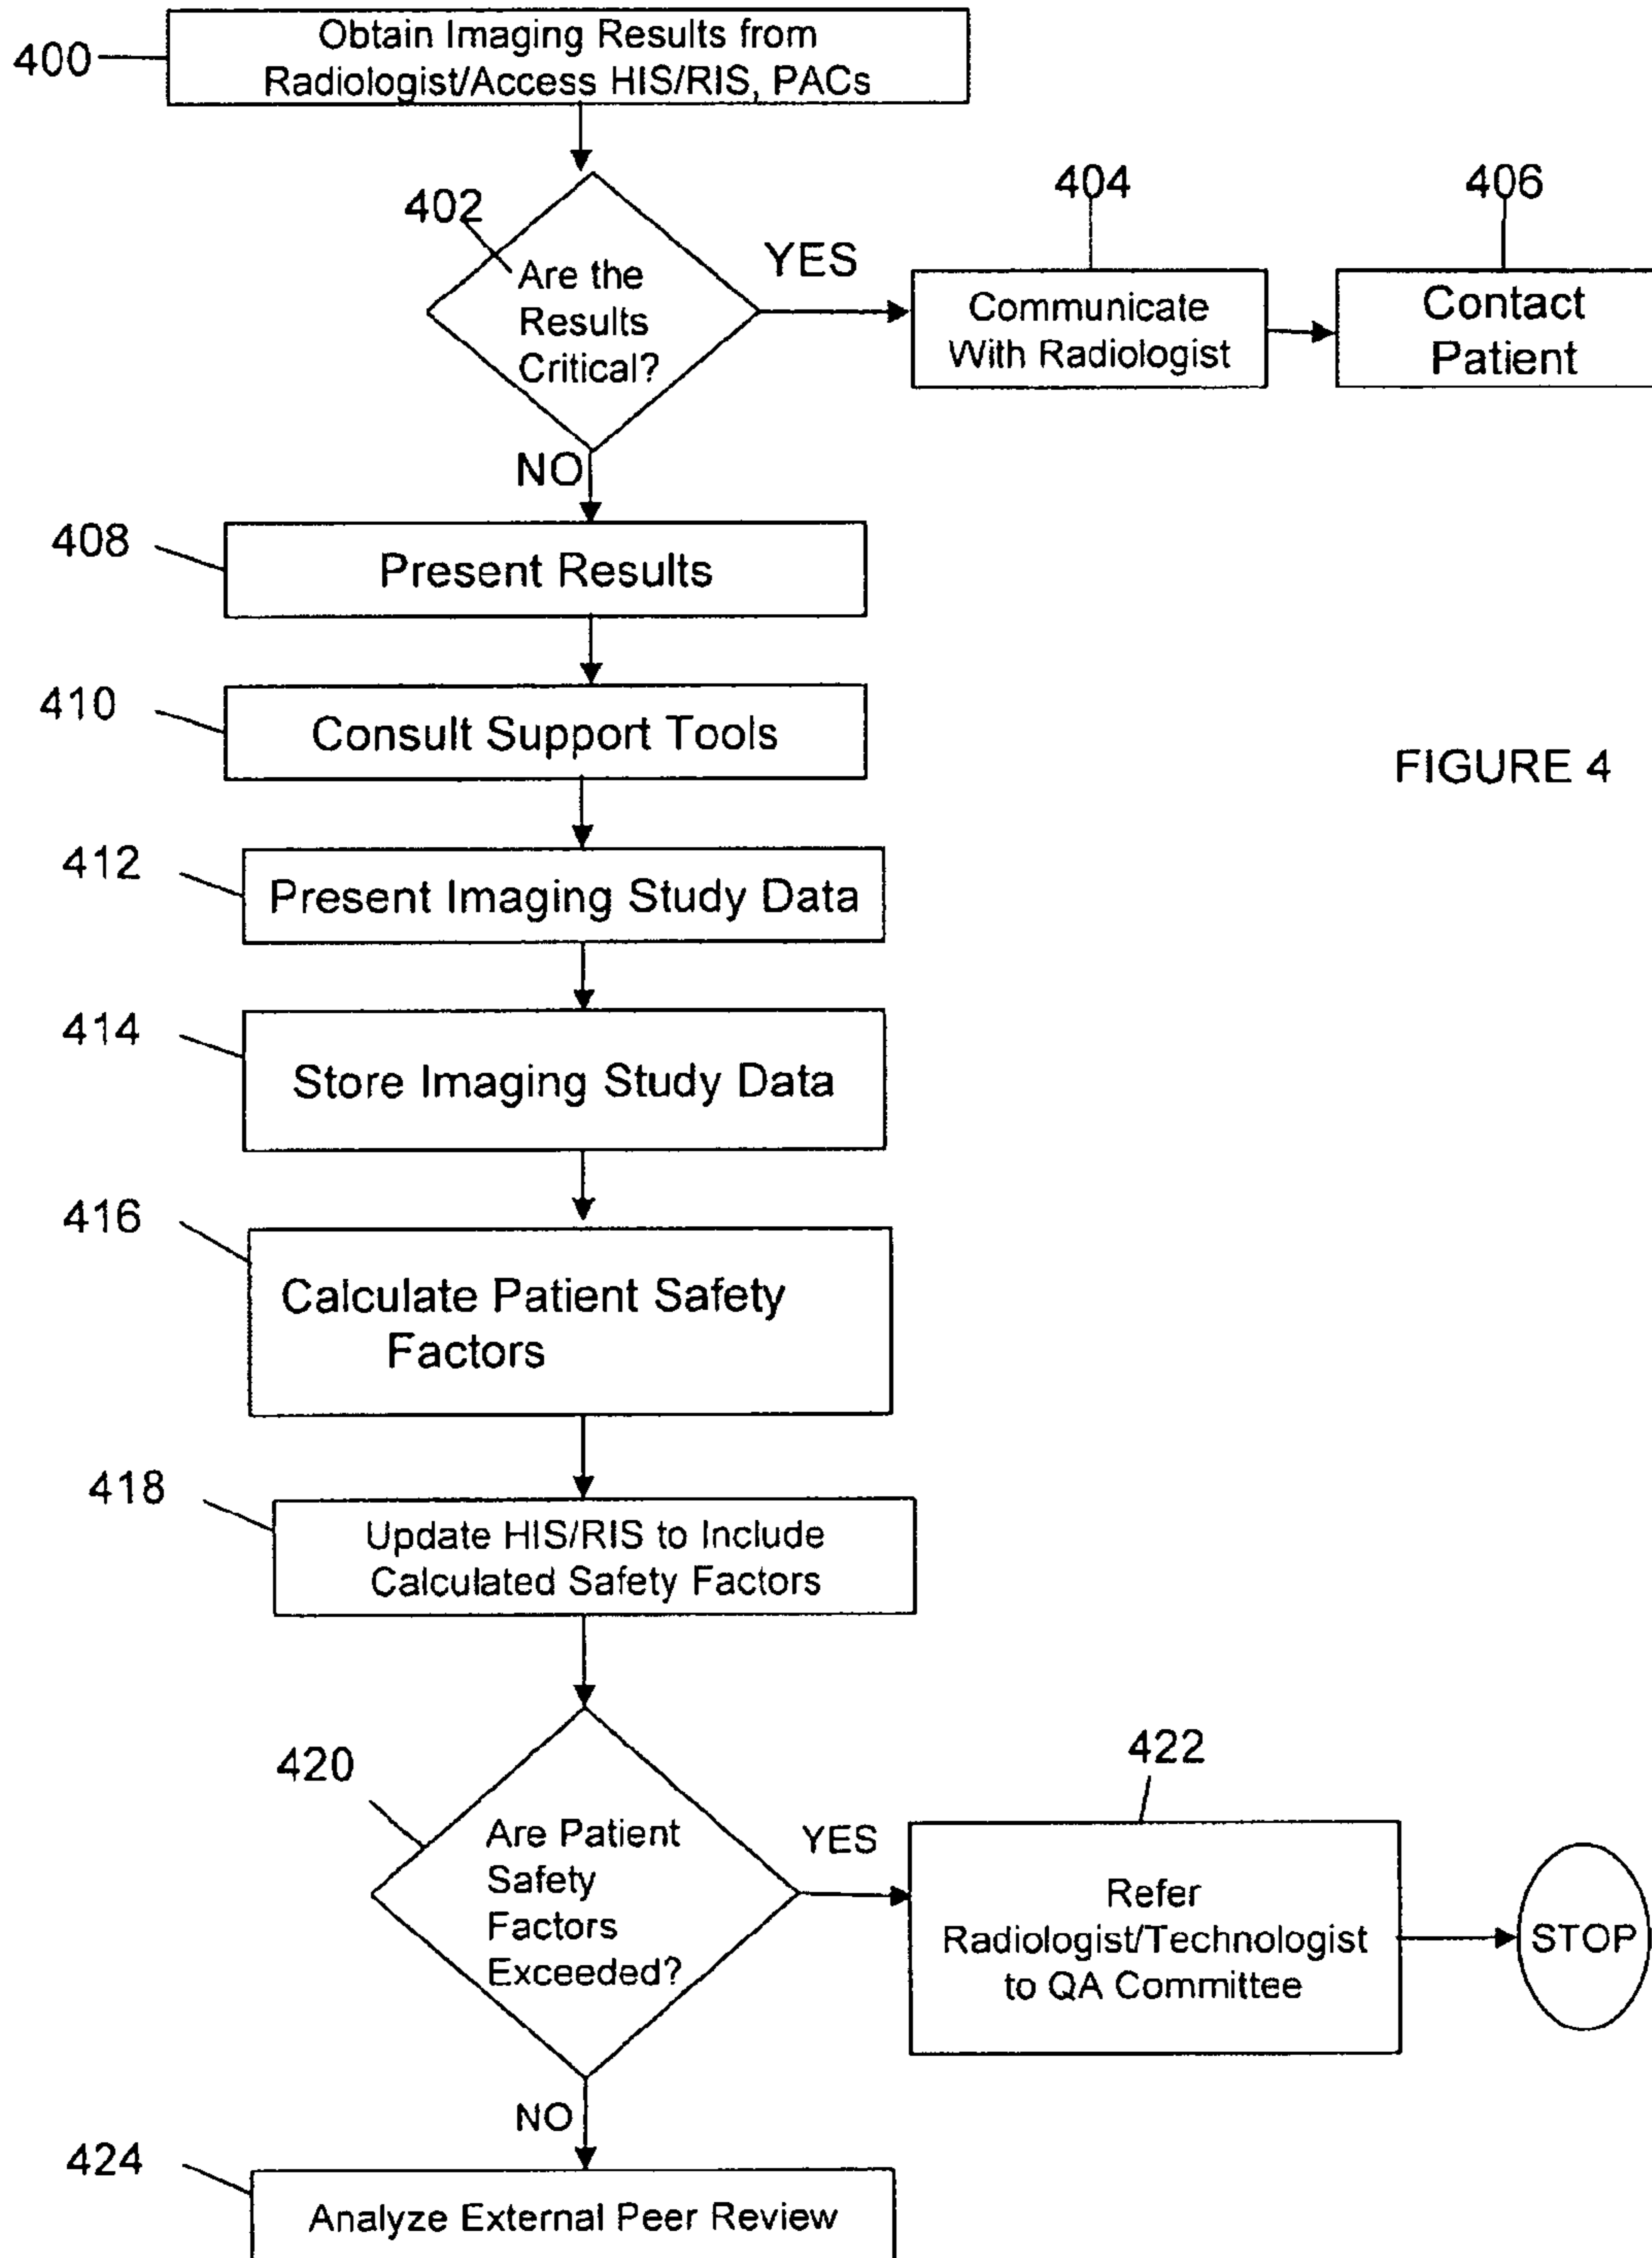 Obtain Imaging Results from
400
Radiologist/Access HIS/RIS, PACs
402
Are the
Results
Critical?
YES
404
Communicate
With Radiologist
406
Contact
Patient
NO
408
Present Results
410
Consult Support Tools
FIGURE 4
412
Present Imaging Study Data
414
Store Imaging Study Data
416
Calculate Patient Safety
Factors
418
Update HIS/RIS to Include
Calculated Safety Factors
420
Are Patient
Safety
Factors
Exceeded?
YES
422
Refer
Radiologist/Technologist
to QA Committee
STOP
NO
424
Analyze External Peer Review